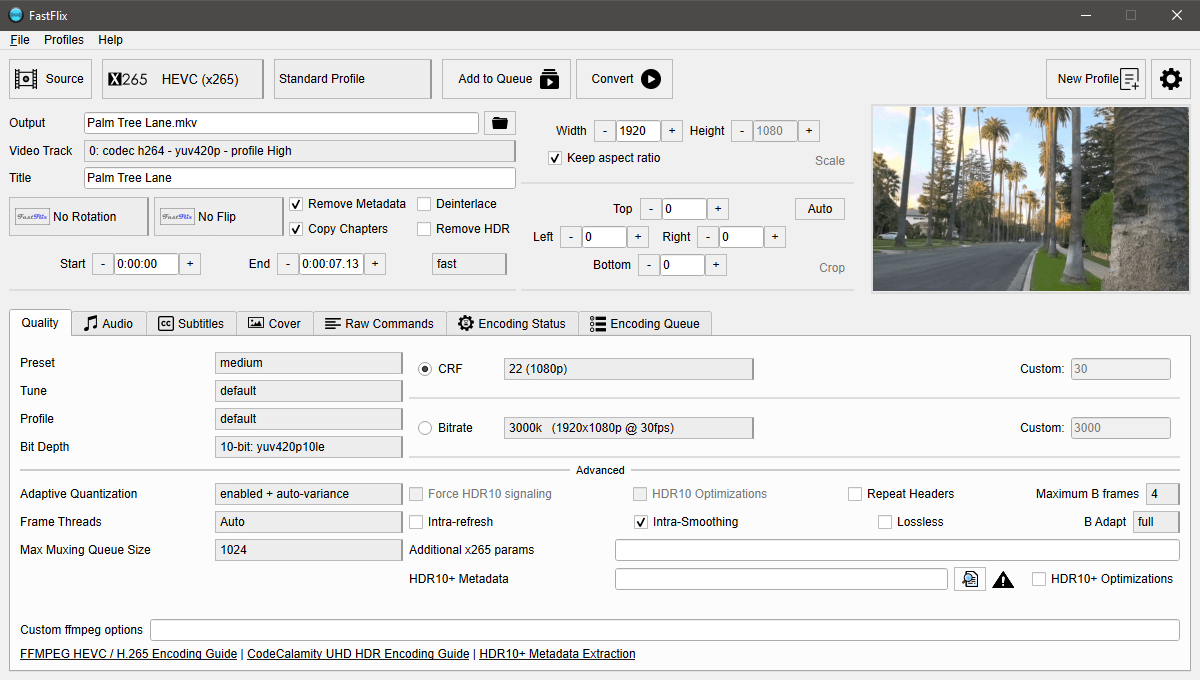 FastFlix
File Profiles Help
Source X265 HEVC (x265) Standard Profile Add to Queue Convert New Profile
Output Palm Tree Lane.mkv
Width - 1920 + Height - 1080 +
Video Track 0: codec h264 - yuv420p - profile High
Keep aspect ratio Scale
Title Palm Tree Lane
FastFlix No Rotation FastFlix No Flip
Remove Metadata Deinterlace
Copy Chapters Remove HDR
Top - 0 + Auto
Left - 0 + Right - 0 +
Bottom - 0 + Crop
Start - 0:00:00 + End - 0:00:07.13 + fast
Quality Audio CC Subtitles Cover Raw Commands Encoding Status Encoding Queue
Preset medium
CRF 22 (1080p) Custom: 30
Tune default
Profile default
Bitrate 3000k (1920x1080p @ 30fps) Custom: 3000
Bit Depth 10-bit: yuv420p10le
Advanced
Adaptive Quantization enabled + auto-variance Force HDR10 signaling HDR10 Optimizations Repeat Headers Maximum B frames 4
Frame Threads Auto Intra-refresh Intra-Smoothing Lossless B Adapt full
Max Muxing Queue Size 1024 Additional x265 params
HDR10+ Metadata HDR10+ Optimizations
Custom ffmpeg options
FFMPEG HEVC / H.265 Encoding Guide | CodeCalamity UHD HDR Encoding Guide | HDR10+ Metadata Extraction